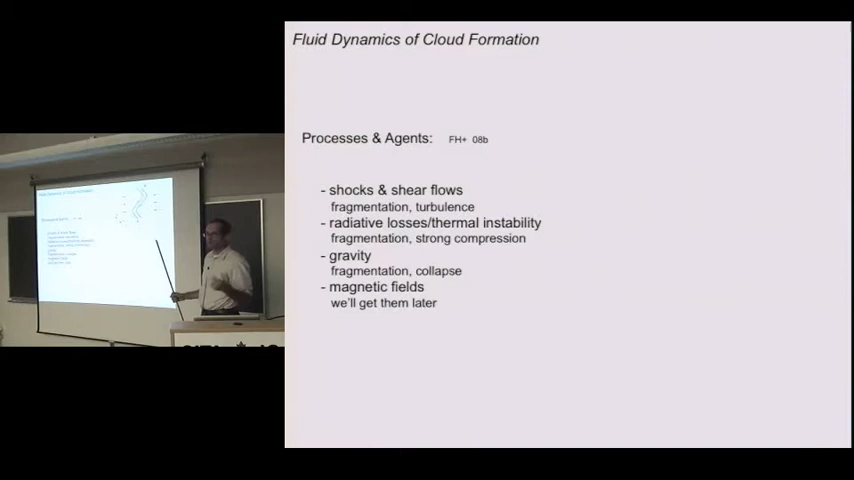 Fluid Dynamics of Cloud Formation
Processes & Agents: FH+ 08b
- shocks & shear flows
fragmentation, turbulence
- radiative losses/thermal instability
fragmentation, strong compression
- gravity
fragmentation, collapse
- magnetic fields
we'll get them later